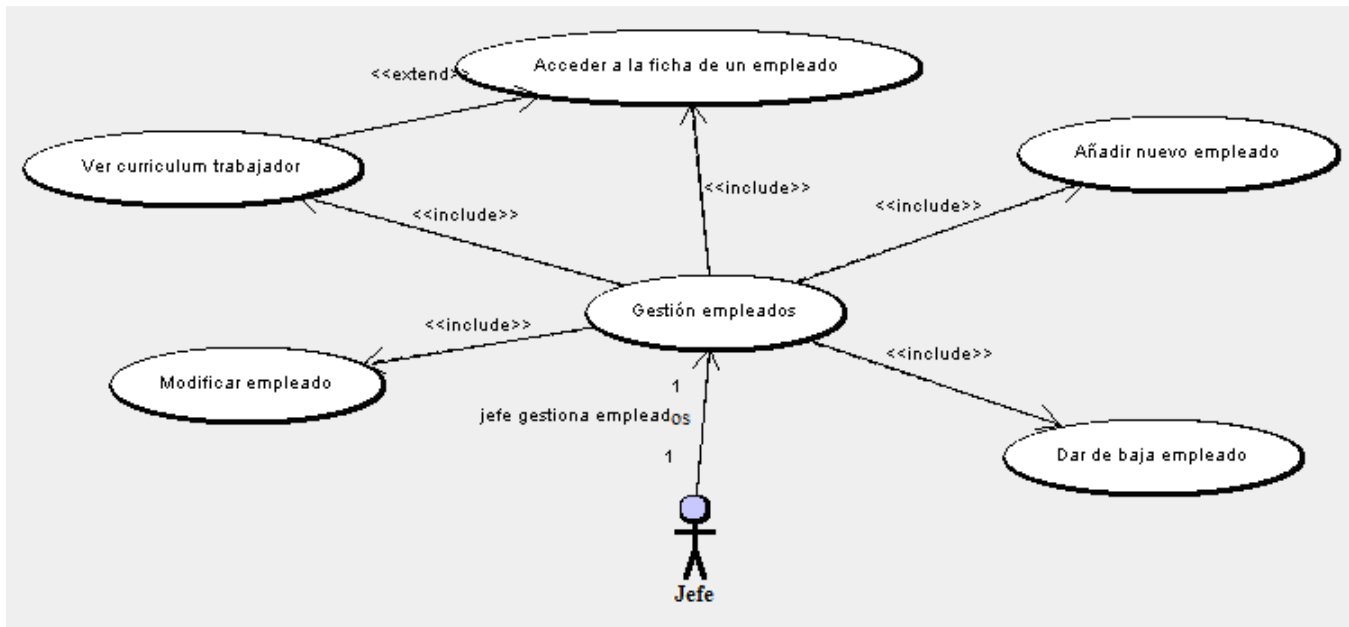 Acceder a la ficha de un empleado
<<extend>>
Ver curriculum trabajador
Añadir nuevo empleado
<<include>>
<<include>>
<<include>>
Gestión empleados
<<include>>
<<include>>
Modificar empleado
1
jefe gestiona empleados
1
Dar de baja empleado
Jefe